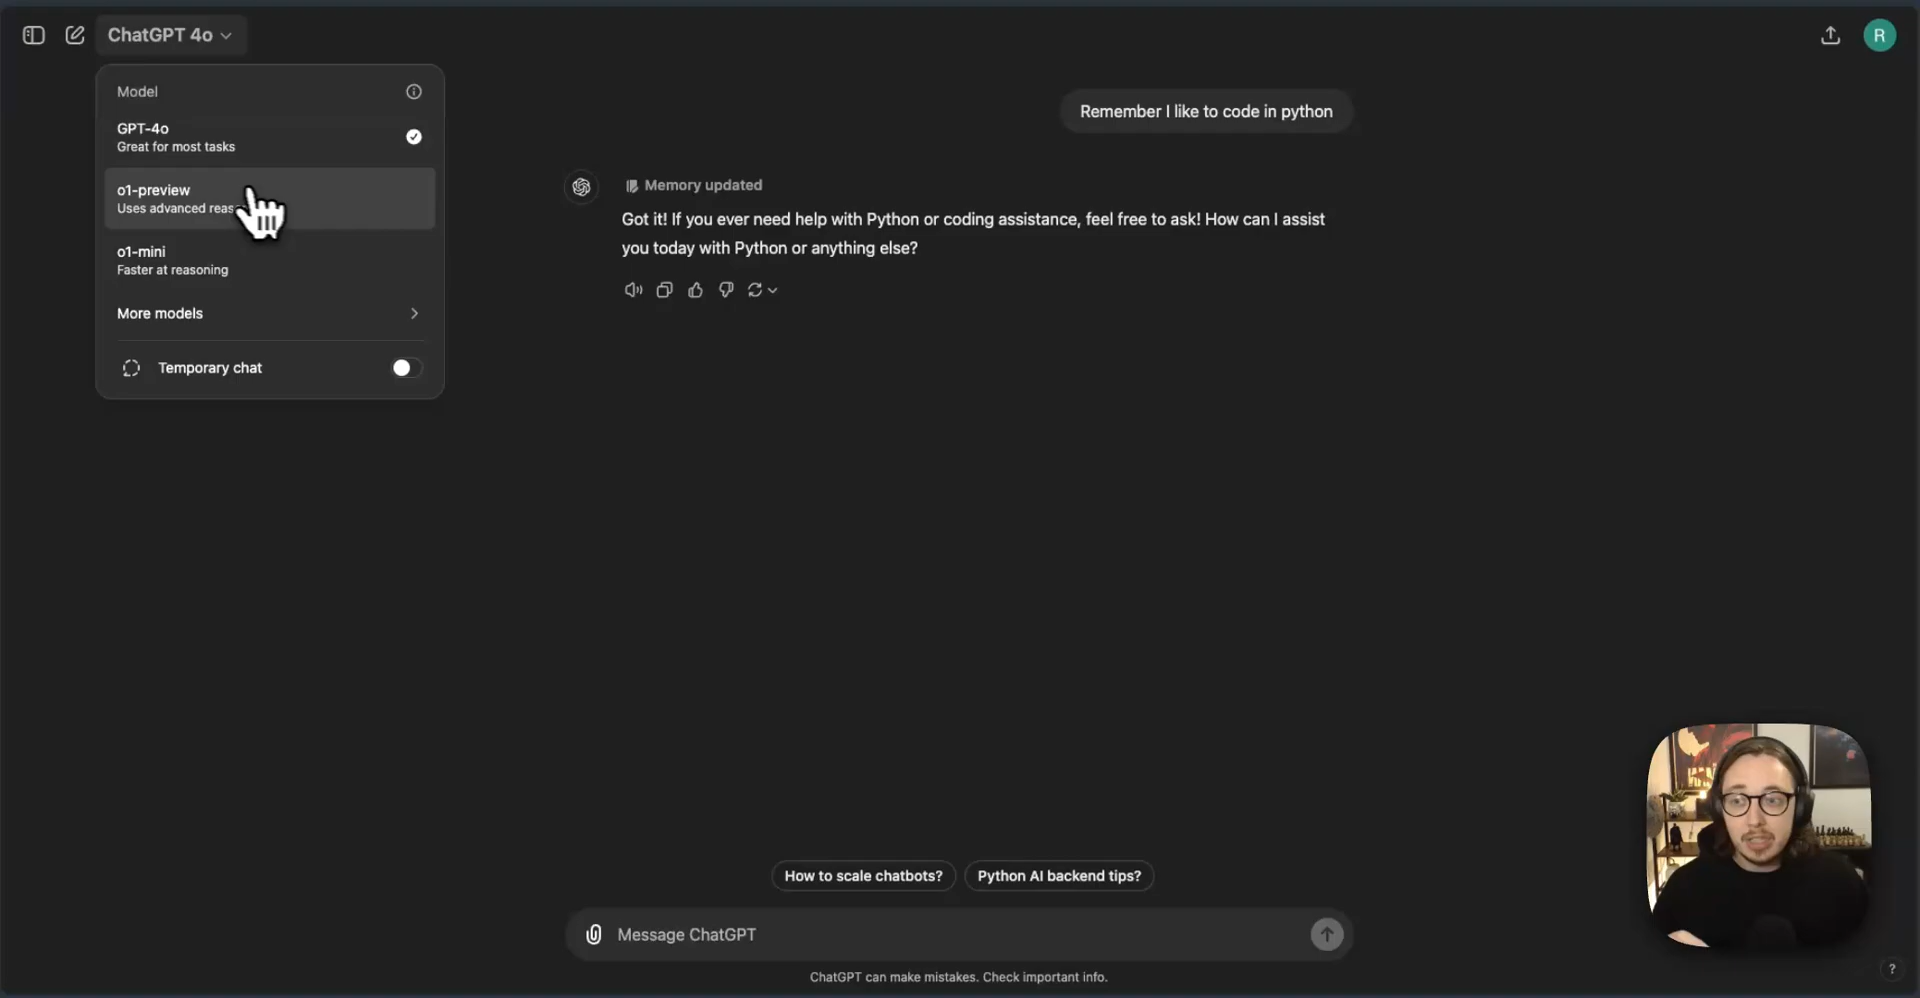 ChatGPT 4o
R
Model
GPT-4o
Great for most tasks
o1-preview
Uses advanced
o1-mini
Faster at reasoning
More models
Temporary chat
Remember I like to code in python
Memory updated
Got it! If you ever need help with Python or coding assistance, feel free to ask! How can I assist
you today with Python or anything else?
How to scale chatbots?
Python AI backend tips?
Message ChatGPT
ChatGPT can make mistakes. Check important info.
?